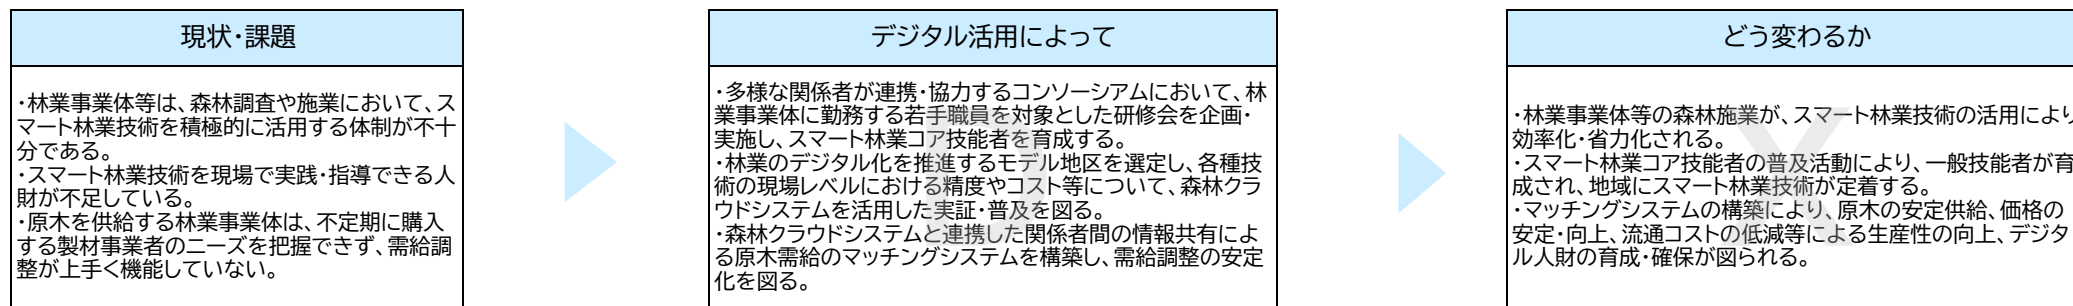 現状・課題
・林業事業体等は、森林調査や施業において、ス
マート林業技術を積極的に活用する体制が不十
分である。
・スマート林業技術を現場で実践・指導できる人
財が不足している。
・原木を供給する林業事業体は、不定期に購入
する製材事業者のニーズを把握できず、需給調
整が上手く機能していない。
デジタル活用によって
・多様な関係者が連携・協力するコンソーシアムにおいて、林
業事業体に勤務する若手職員を対象とした研修会を企画・
実施し、スマート林業コア技能者を育成する。
・林業のデジタル化を推進するモデル地区を選定し、各種技
術の現場レベルにおける精度やコスト等について、森林クラ
ウドシステムを活用した実証・普及を図る。
・森林クラウドシステムと連携した関係者間の情報共有によ
る原木需給のマッチングシステムを構築し、需給調整の安定
化を図る。
どう変わるか
・林業事業体等の森林施業が、スマート林業技術の活用により
効率化・省力化される。
・スマート林業コア技能者の普及活動により、一般技能者が育
成され、地域にスマート林業技術が定着する。
・マッチングシステムの構築により、原木の安定供給、価格の
安定・向上、流通コストの低減等による生産性の向上、デジタ
ル人財の育成・確保が図られる。
D X